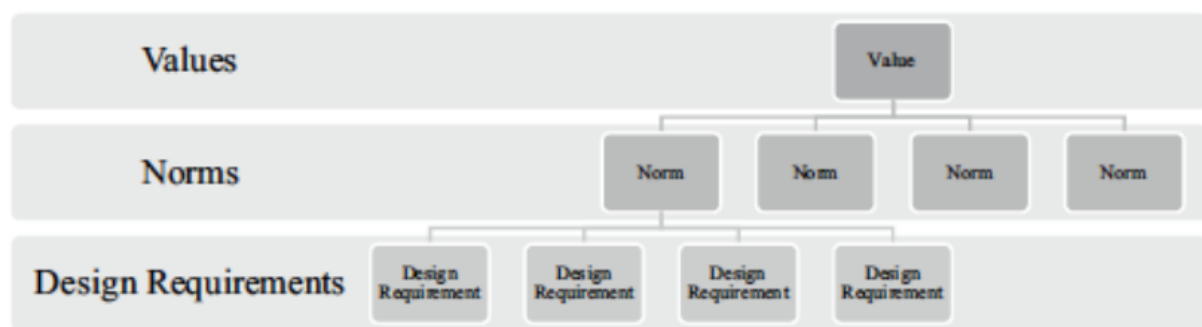 Values
Value
Norms
Norm
Norm
Norm
Norm
Design Requirements
Design
Requirement
Design
Requirement
Design
Requirement
Design
Requirement